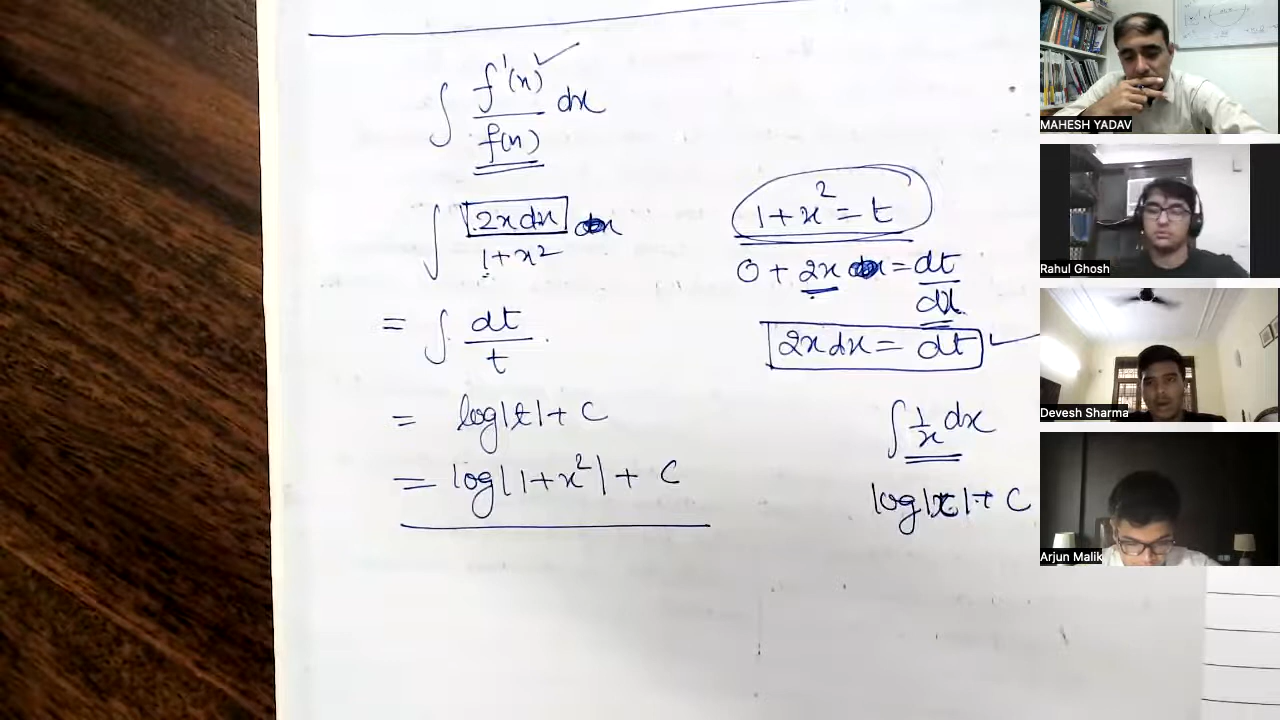 ∫ f'(x)/f(x) dx
∫ 2x dx/1+x²
= ∫ dt/t
= log|t| + c
= log|1+x²| + c
1+x² = t
0 + 2x = dt/dx
2x dx = dt
∫ 1/x dx
log|x| + c
MAHESH YADAV
Rahul Ghosh
Devesh Sharma
Arjun Malik